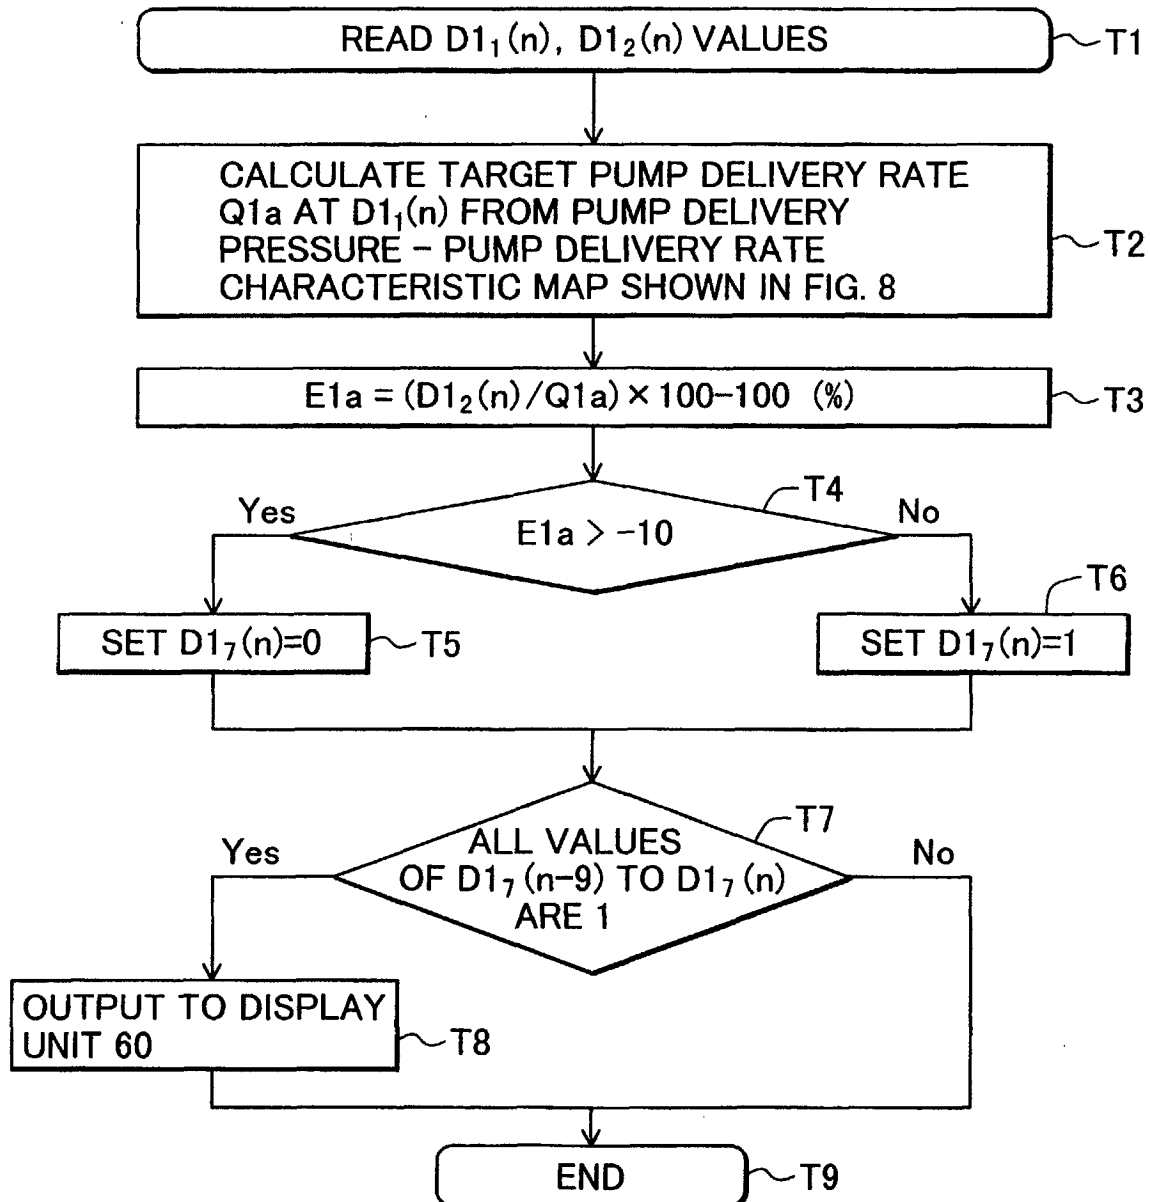 READ D1₁(n), D1₂(n) VALUES
T1
CALCULATE TARGET PUMP DELIVERY RATE
Q1a AT D1₁(n) FROM PUMP DELIVERY
PRESSURE – PUMP DELIVERY RATE
CHARACTERISTIC MAP SHOWN IN FIG. 8
T2
E1a = (D1₂(n)/Q1a) × 100–100 (%)
T3
T4
Yes
E1a > –10
No
T6
SET D1₇(n)=0
T5
SET D1₇(n)=1
T7
Yes
ALL VALUES
OF D1₇(n–9) TO D1₇(n)
ARE 1
No
OUTPUT TO DISPLAY
UNIT 60
T8
END
T9